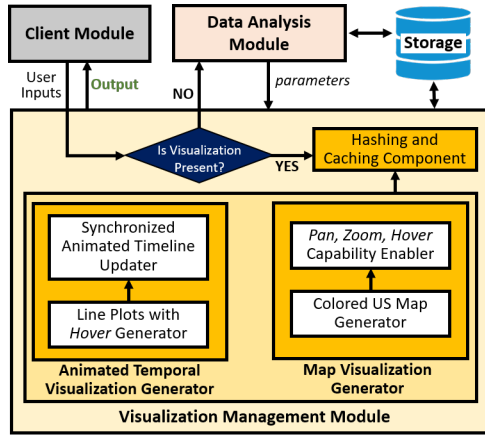 Client Module
Data Analysis
Module
Storage
User
Inputs
Output
NO
parameters
Is Visualization
Present?
YES
Hashing and
Caching Component
Synchronized
Animated Timeline
Updater
Line Plots with
Hover Generator
Animated Temporal
Visualization Generator
Pan, Zoom, Hover
Capability Enabler
Colored US Map
Generator
Map Visualization
Generator
Visualization Management Module